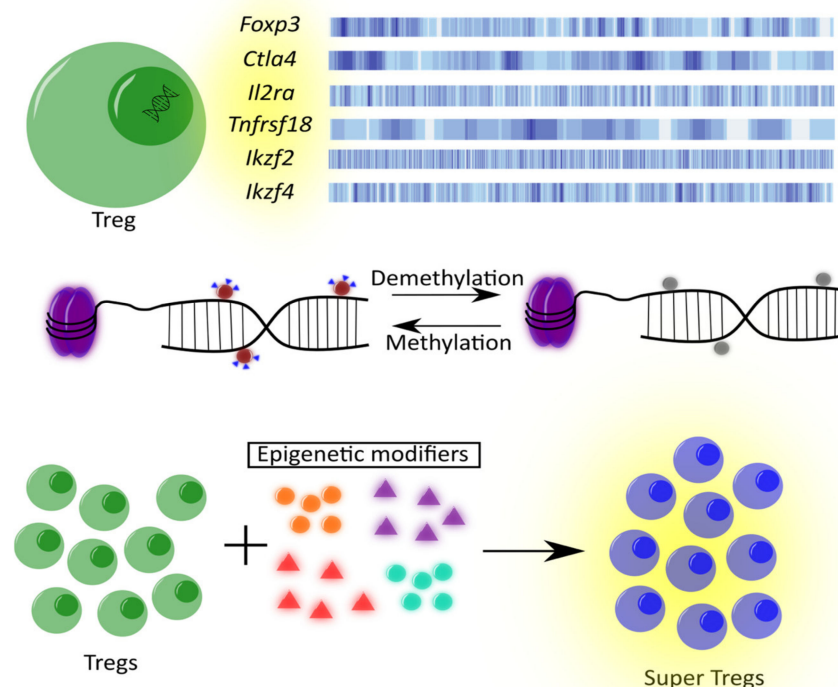 Foxp3
Ctla4
Il2ra
Tnfrsf18
Ikzf2
Ikzf4
Treg
Demethylation
Methylation
Epigenetic modifiers
Tregs
Super Tregs